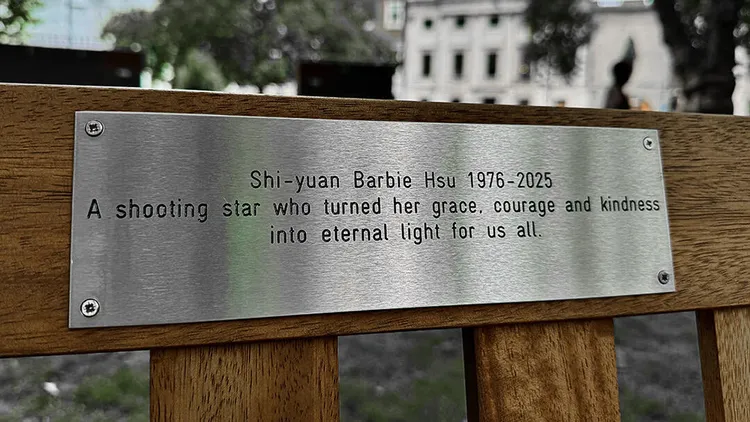 Shi-yuan Barbie Hsu 1976-2025
A shooting star who turned her grace, courage and kindness
into eternal light for us all.